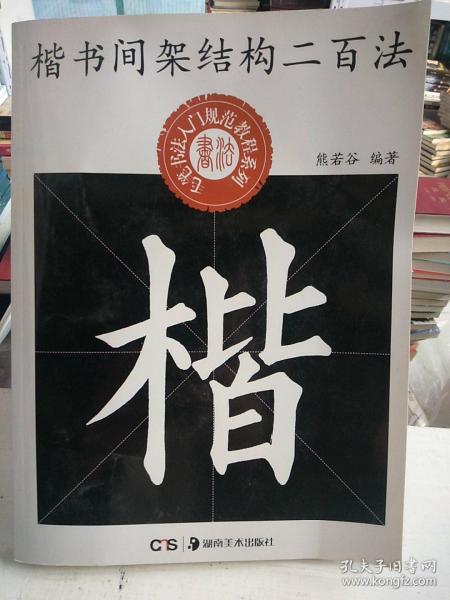 楷书间架结构二百法
毛笔书法入门规范教程系列
書法
熊若谷 编著
楷
CNS 湖南美术出版社
孔夫子旧书网
www.kongfz.com